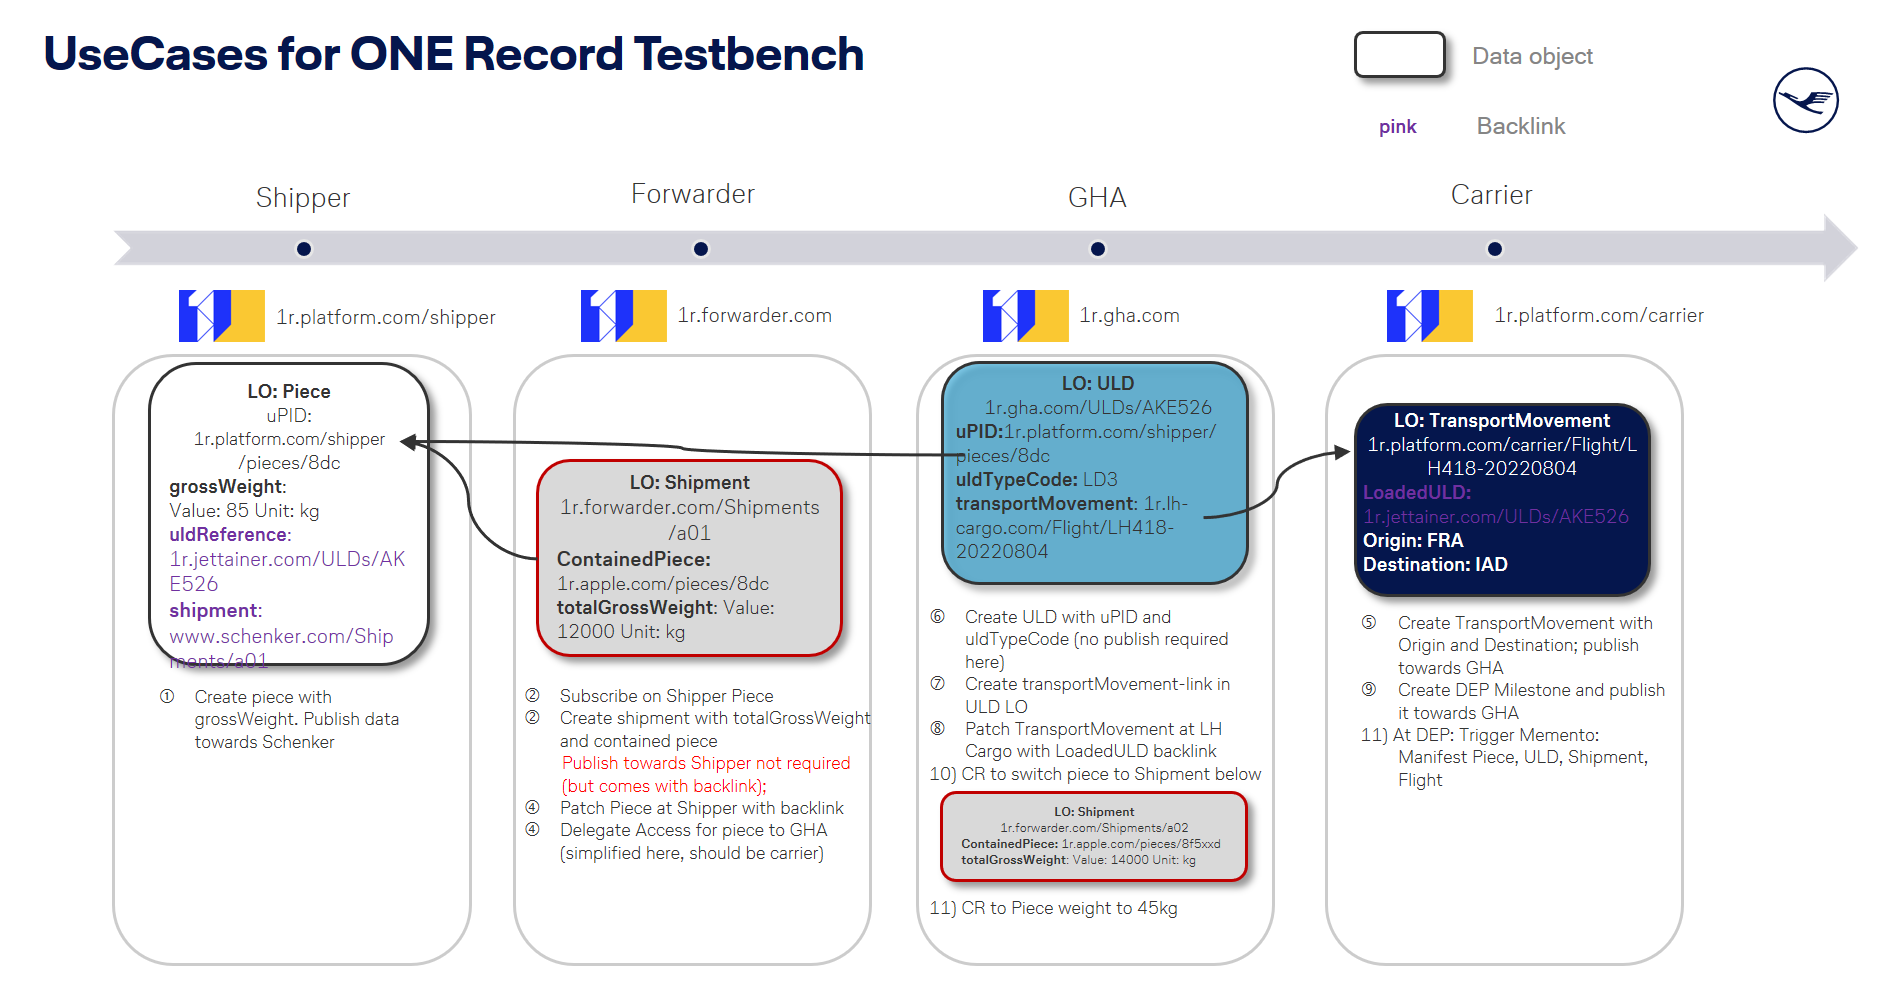 UseCases for ONE Record Testbench
Data object
pink
Backlink
Shipper
Forwarder
GHA
Carrier
1r.platform.com/shipper
1r.forwarder.com
1r.gha.com
1r.platform.com/carrier
LO: Piece
uPID:
1r.platform.com/shipper
/pieces/8dc
grossWeight:
Value: 85 Unit: kg
uldReference:
1r.jettainer.com/ULDs/AK
E526
shipment:
www.schenker.com/Ship
ments/a01
① Create piece with
grossWeight. Publish data
towards Schenker
LO: Shipment
1r.forwarder.com/Shipments
/a01
ContainedPiece:
1r.apple.com/pieces/8dc
totalGrossWeight: Value:
12000 Unit: kg
② Subscribe on Shipper Piece
② Create shipment with totalGrossWeight
and contained piece
Publish towards Shipper not required
(but comes with backlink);
④ Patch Piece at Shipper with backlink
④ Delegate Access for piece to GHA
(simplified here, should be carrier)
LO: ULD
1r.gha.com/ULDs/AKE526
uPID:1r.platform.com/shipper/
pieces/8dc
uldTypeCode: LD3
transportMovement: 1r.lh-
cargo.com/Flight/LH418-
20220804
⑥ Create ULD with uPID and
uldTypeCode (no publish required
here)
⑦ Create transportMovement-link in
ULD LO
⑧ Patch TransportMovement at LH
Cargo with LoadedULD backlink
10) CR to switch piece to Shipment below
LO: Shipment
1r.forwarder.com/Shipments/a02
ContainedPiece: 1r.apple.com/pieces/8f5xxd
totalGrossWeight: Value: 14000 Unit: kg
11) CR to Piece weight to 45kg
LO: TransportMovement
1r.platform.com/carrier/Flight/L
H418-20220804
LoadedULD:
1r.jettainer.com/ULDs/AKE526
Origin: FRA
Destination: IAD
⑤ Create TransportMovement with
Origin and Destination; publish
towards GHA
⑨ Create DEP Milestone and publish
it towards GHA
11) At DEP: Trigger Memento:
Manifest Piece, ULD, Shipment,
Flight